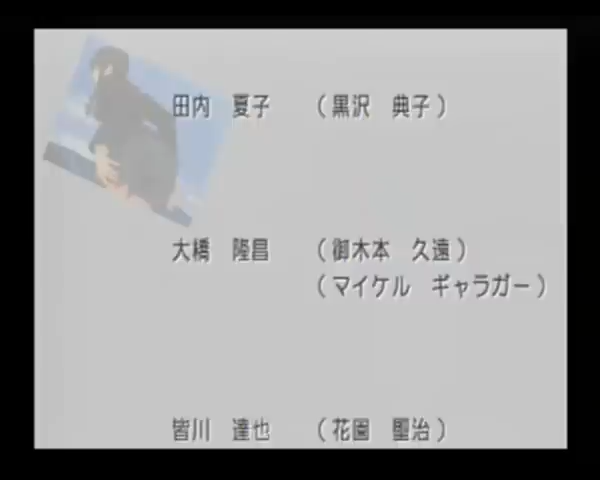 田内　夏子　（黒沢　典子）
大橋　隆昌　（御木本　久遠）
（マイケル　ギャラガー）
皆川　達也　（花園　聖治）